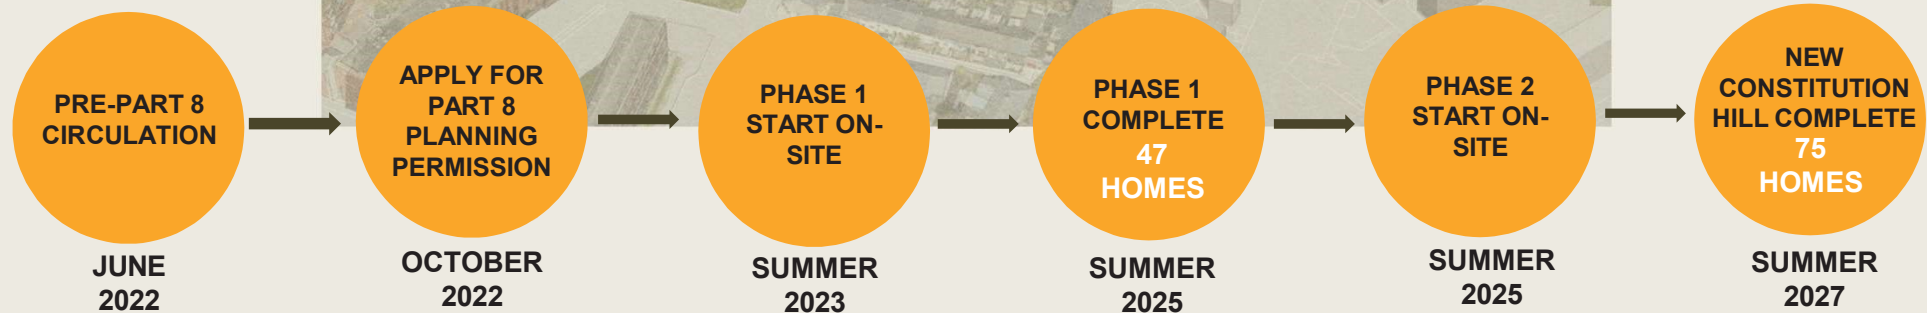 PRE-PART 8
CIRCULATION
JUNE
2022
APPLY FOR
PART 8
PLANNING
PERMISSION
OCTOBER
2022
PHASE 1
START ON-
SITE
SUMMER
2023
PHASE 1
COMPLETE
47
HOMES
SUMMER
2025
PHASE 2
START ON-
SITE
SUMMER
2025
NEW
CONSTITUTION
HILL COMPLETE
75
HOMES
SUMMER
2027